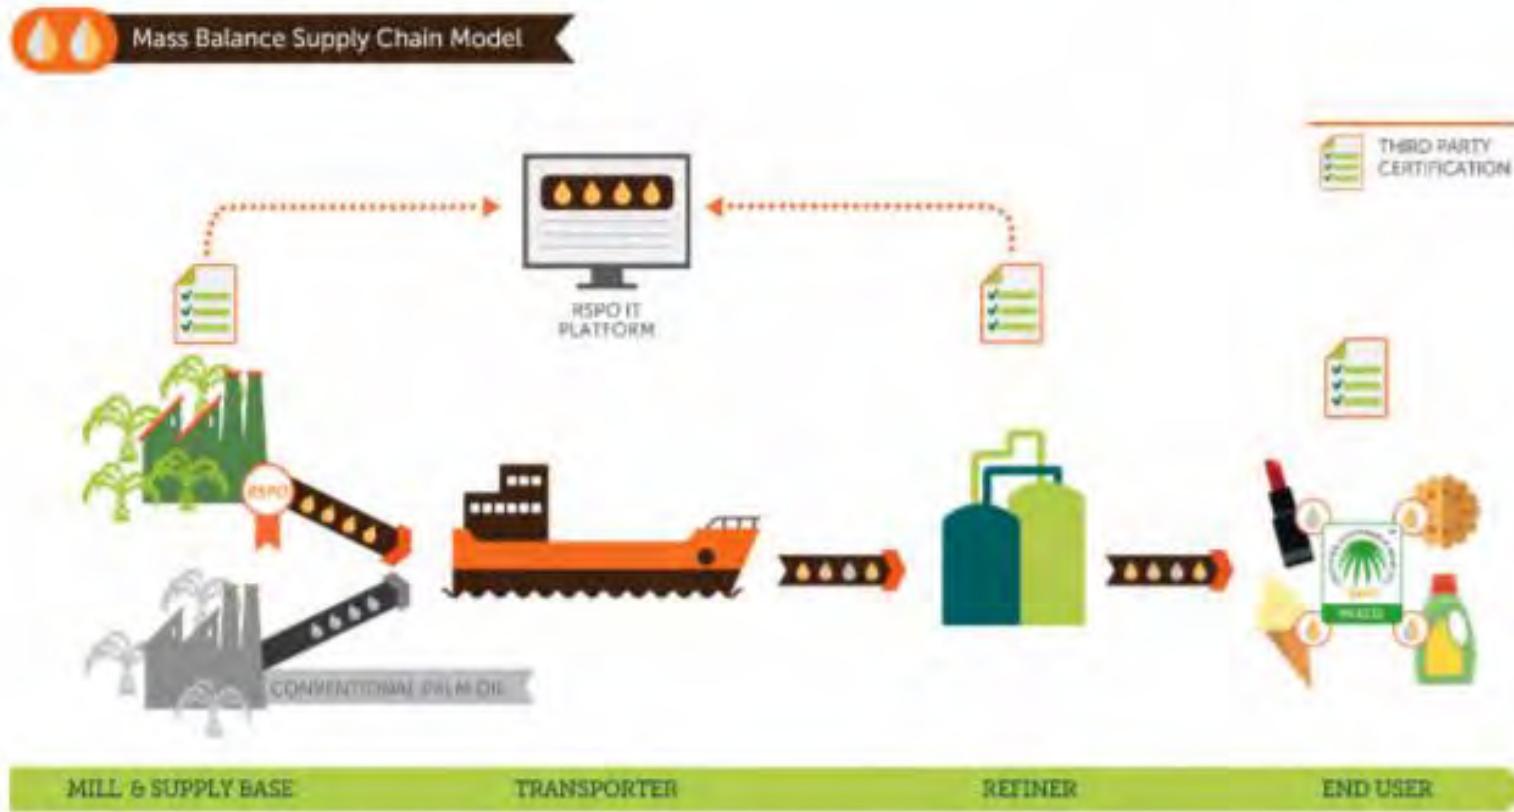 Mass Balance Supply Chain Model
THIRD PARTY
CERTIFICATION
RSPO IT
PLATFORM
RSPO
CONVENTIONAL PALM OIL
MIXED
MILL & SUPPLY BASE
TRANSPORTER
REFINER
END USER